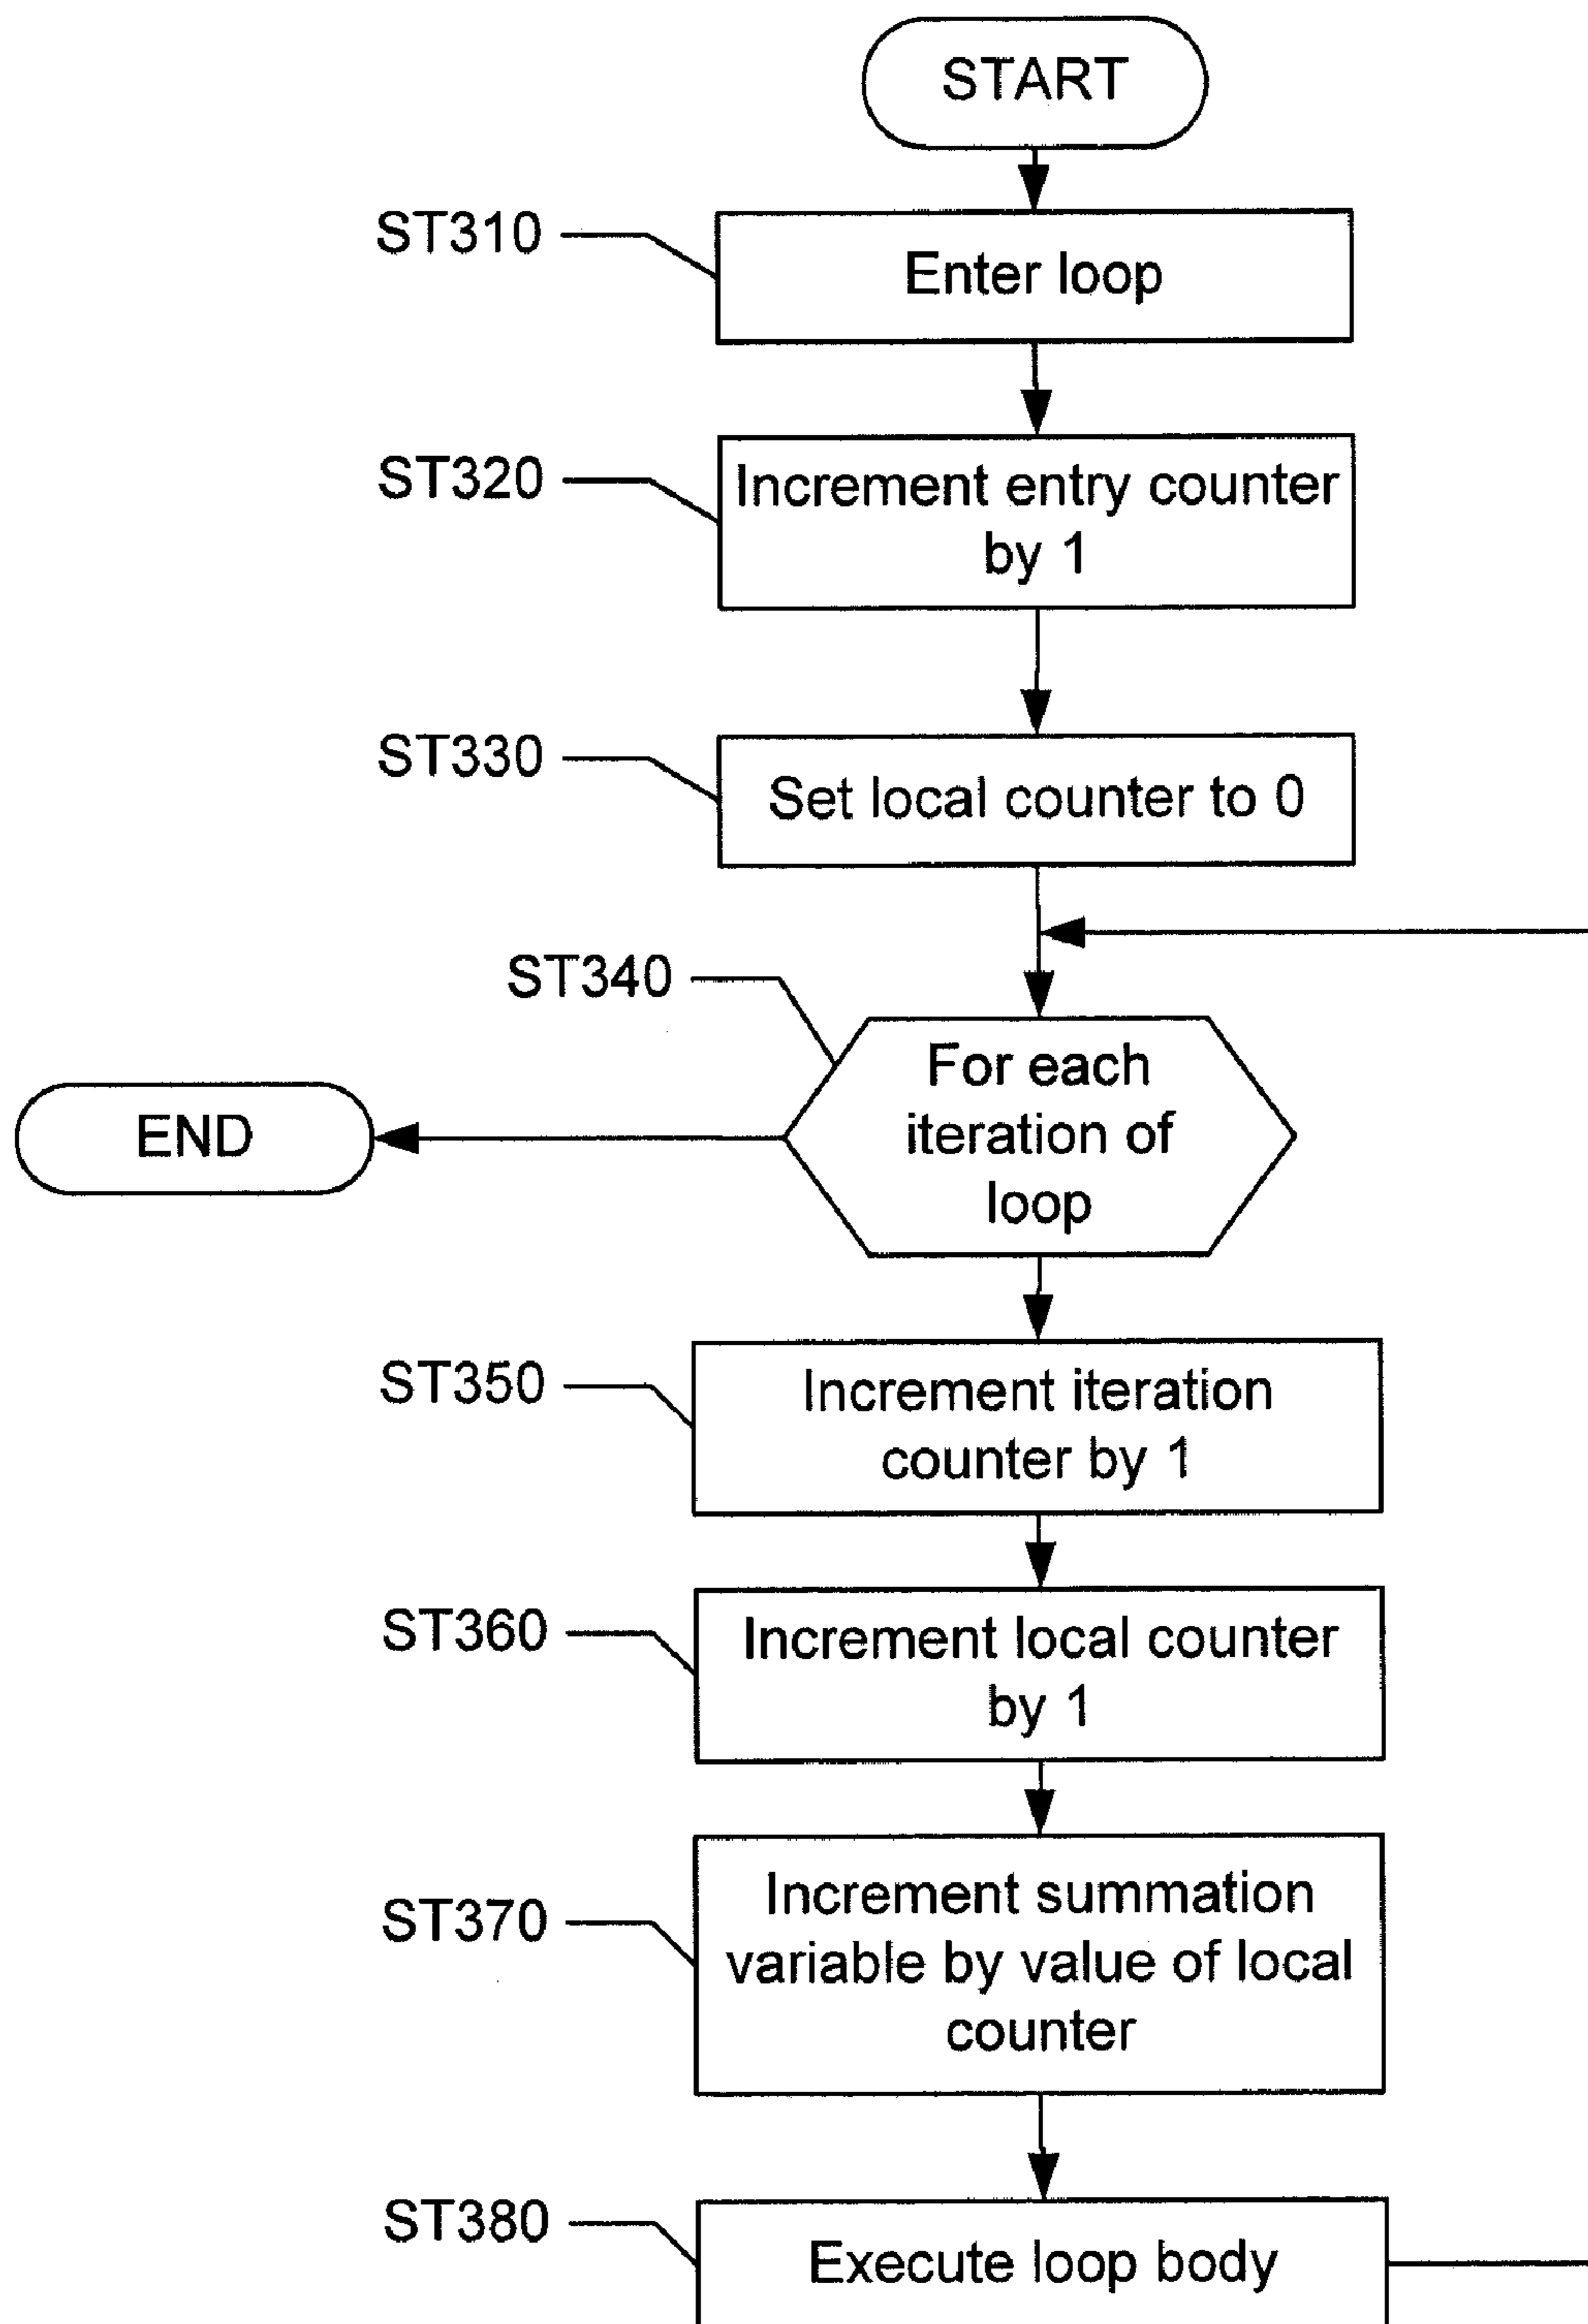 START
ST310
Enter loop
ST320
Increment entry counter
by 1
ST330
Set local counter to 0
ST340
For each
iteration of
loop
END
ST350
Increment iteration
counter by 1
ST360
Increment local counter
by 1
ST370
Increment summation
variable by value of local
counter
ST380
Execute loop body